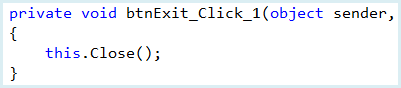 private void btnExit_Click_1(object sender,
{
    this.Close();
}